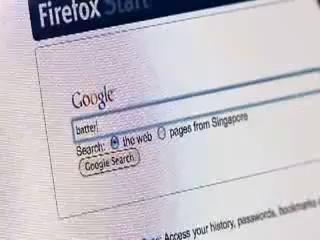 Firefox Start
Google
batter
Search: the web pages from Singapore
Google Search
Access your history, passwords, bookmarks